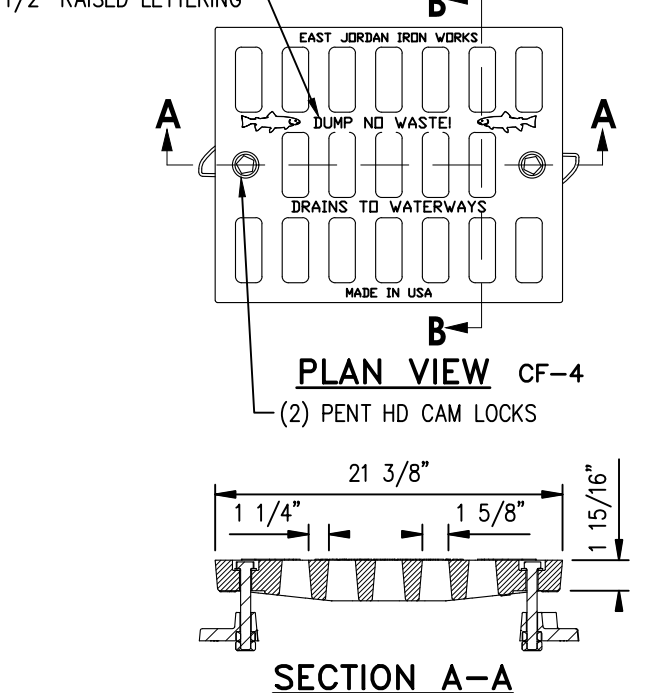 1/2" RAISED LETTERING
B
EAST JORDAN IRON WORKS
A
DUMP NO WASTE!
A
DRAINS TO WATERWAYS
MADE IN USA
B
PLAN VIEW CF-4
(2) PENT HD CAM LOCKS
21 3/8"
1 1/4"
1 5/8"
1 15/16"
SECTION A-A